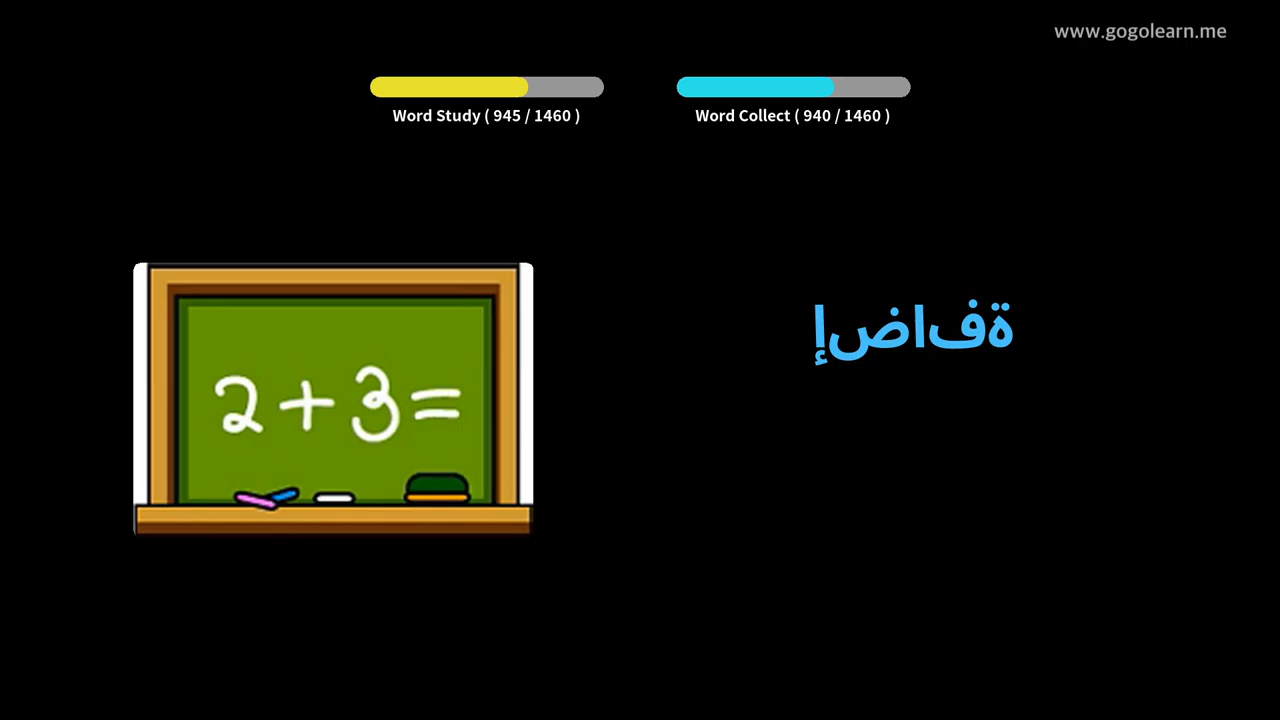 www.gogolearn.me
Word Study ( 945 / 1460 )
Word Collect ( 940 / 1460 )
2+3=
ةفاضإ